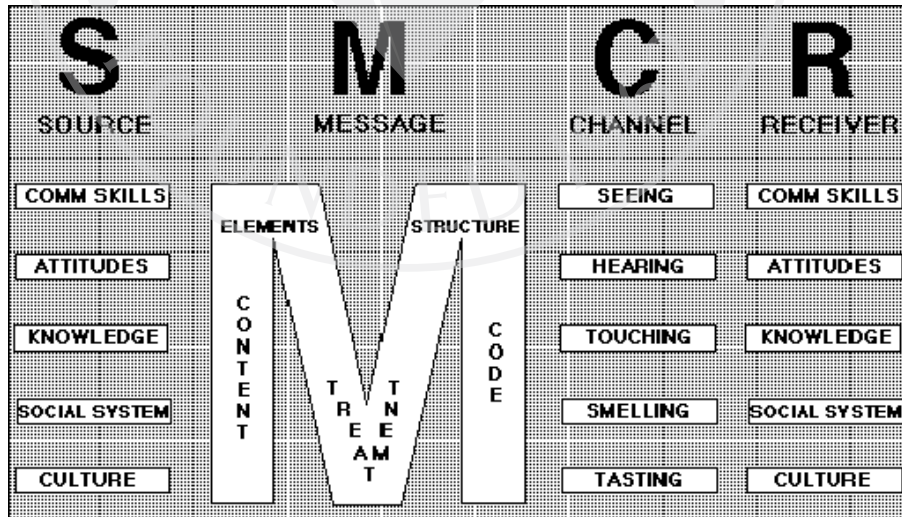 S M C R
SOURCE MESSAGE CHANNEL RECEIVER
COMM SKILLS SEEING COMM SKILLS
ELEMENTS STRUCTURE
ATTITUDES HEARING ATTITUDES
KNOWLEDGE TOUCHING KNOWLEDGE
CONTENT TREATMENT CODE
SOCIAL SYSTEM SMELLING SOCIAL SYSTEM
CULTURE TASTING CULTURE